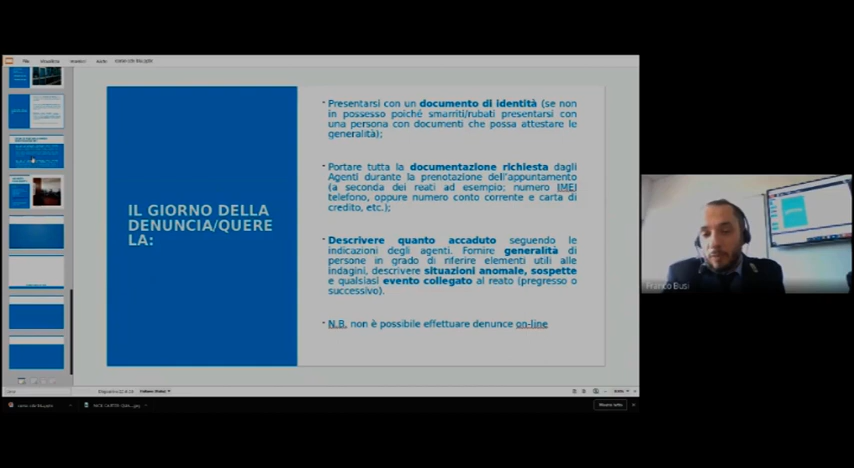 IL GIORNO DELLA
DENUNCIA/QUERE
LA:
- Presentarsi con un documento di identità (se non
in possesso poiché smarriti/rubati presentarsi con
una persona con documenti che possa attestare le
generalità);
- Portare tutta la documentazione richiesta dagli
Agenti durante la prenotazione dell'appuntamento
(a seconda dei reati ad esempio; numero IMEI
telefono, oppure numero conto corrente e carta di
credito, etc.);
- Descrivere quanto accaduto seguendo le
indicazioni degli agenti. Fornire generalità di
persone in grado di riferire elementi utili alle
indagini, descrivere situazioni anomale, sospette
e qualsiasi evento collegato al reato (pregresso o
successivo).
- N.B. non è possibile effettuare denunce on-line
Franco Busi
Mostra tutto